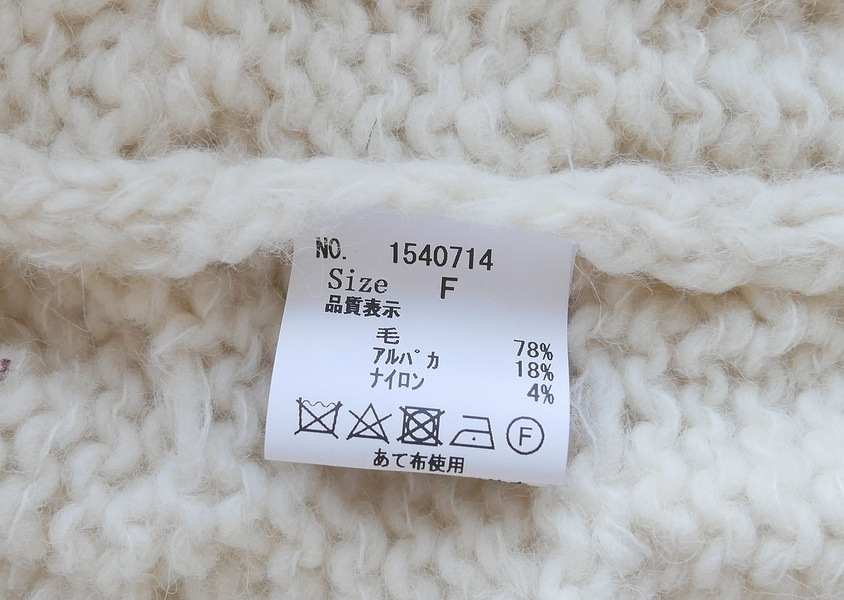 NO. 1540714
Size F
品質表示
毛 78%
アルパカ 18%
ナイロン 4%
F
あて布使用